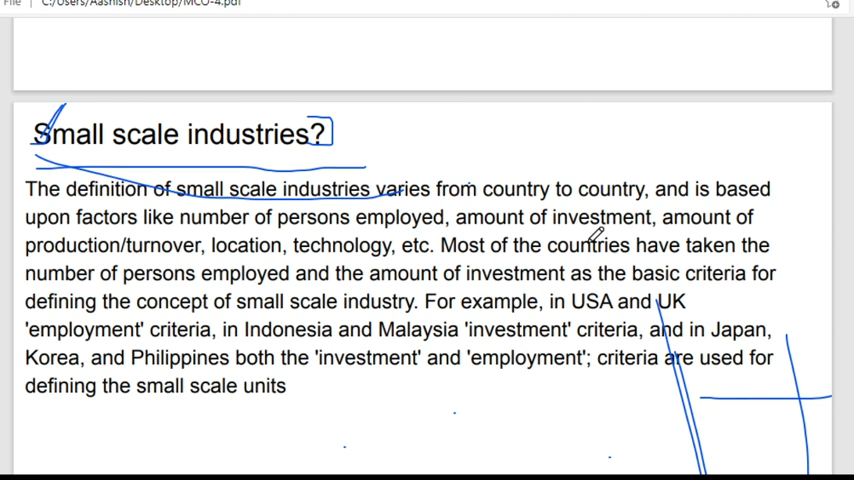 File | C:/Users/Aashish/Desktop/MCO-4.pdf
Small scale industries?
The definition of small scale industries varies from country to country, and is based
upon factors like number of persons employed, amount of investment, amount of
production/turnover, location, technology, etc. Most of the countries have taken the
number of persons employed and the amount of investment as the basic criteria for
defining the concept of small scale industry. For example, in USA and UK
'employment' criteria, in Indonesia and Malaysia 'investment' criteria, and in Japan,
Korea, and Philippines both the 'investment' and 'employment'; criteria are used for
defining the small scale units